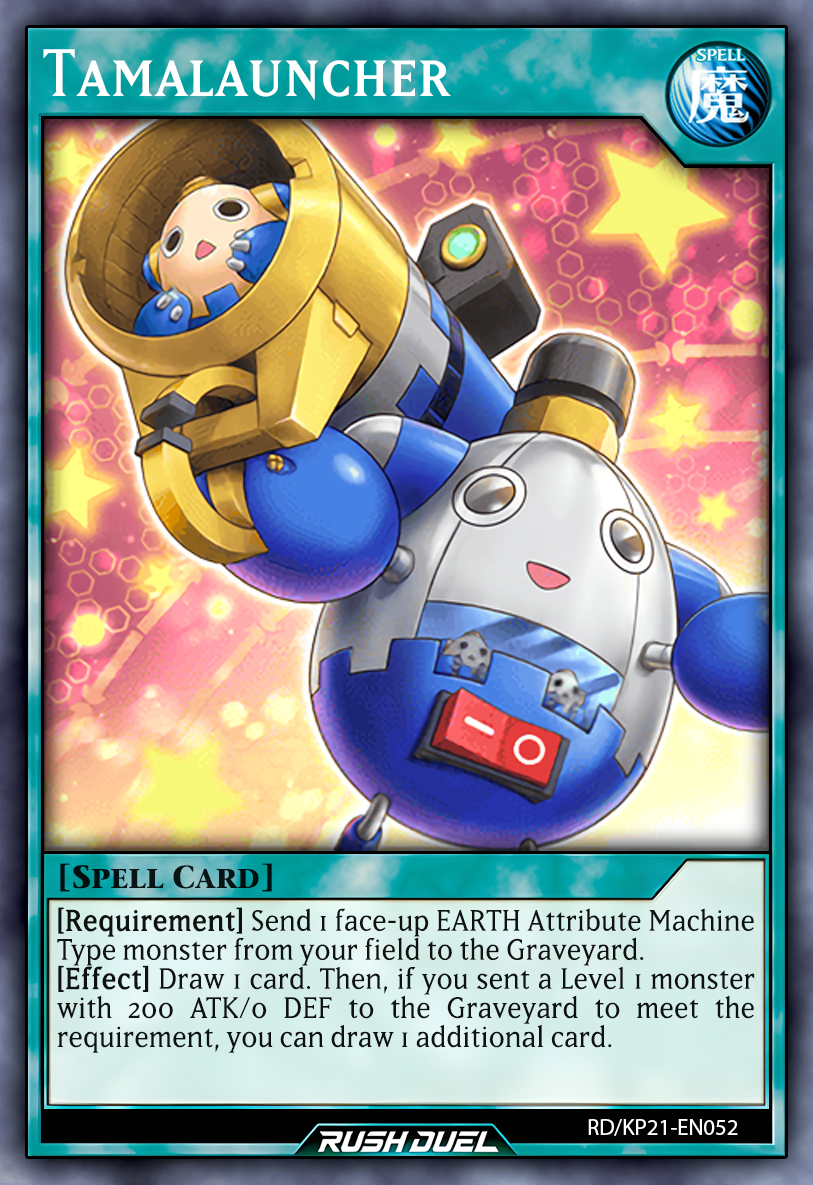 TAMALAUNCHER
SPELL
魔
[SPELL CARD]
[Requirement] Send 1 face-up EARTH Attribute Machine
Type monster from your field to the Graveyard.
[Effect] Draw 1 card. Then, if you sent a Level 1 monster
with 200 ATK/0 DEF to the Graveyard to meet the
requirement, you can draw 1 additional card.
RD/KP21-EN052
RUSH DUEL